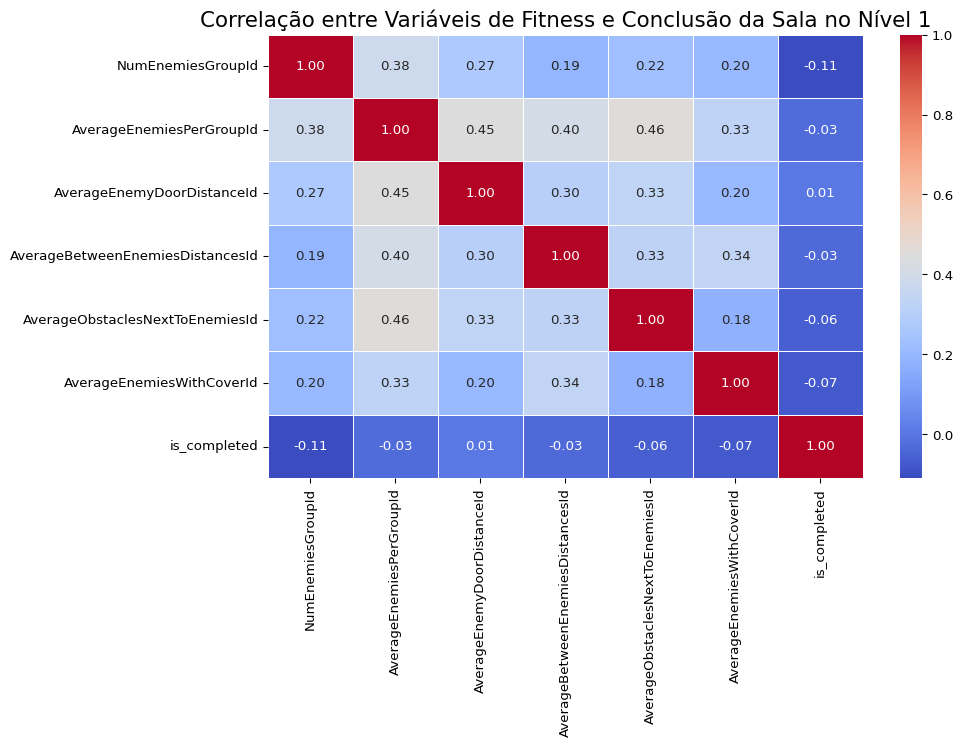 Correlação entre Variáveis de Fitness e Conclusão da Sala no Nível 1
NumEnemiesGroupId 1.00 0.38 0.27 0.19 0.22 0.20 -0.11
AverageEnemiesPerGroupId 0.38 1.00 0.45 0.40 0.46 0.33 -0.03
AverageEnemyDoorDistanceId 0.27 0.45 1.00 0.30 0.33 0.20 0.01
AverageBetweenEnemiesDistancesId 0.19 0.40 0.30 1.00 0.33 0.34 -0.03
AverageObstaclesNextToEnemiesId 0.22 0.46 0.33 0.33 1.00 0.18 -0.06
AverageEnemiesWithCoverId 0.20 0.33 0.20 0.34 0.18 1.00 -0.07
is_completed -0.11 -0.03 0.01 -0.03 -0.06 -0.07 1.00
NumEnemiesGroupId
AverageEnemiesPerGroupId
AverageEnemyDoorDistanceId
AverageBetweenEnemiesDistancesId
AverageObstaclesNextToEnemiesId
AverageEnemiesWithCoverId
is_completed
1.0
0.8
0.6
0.4
0.2
0.0